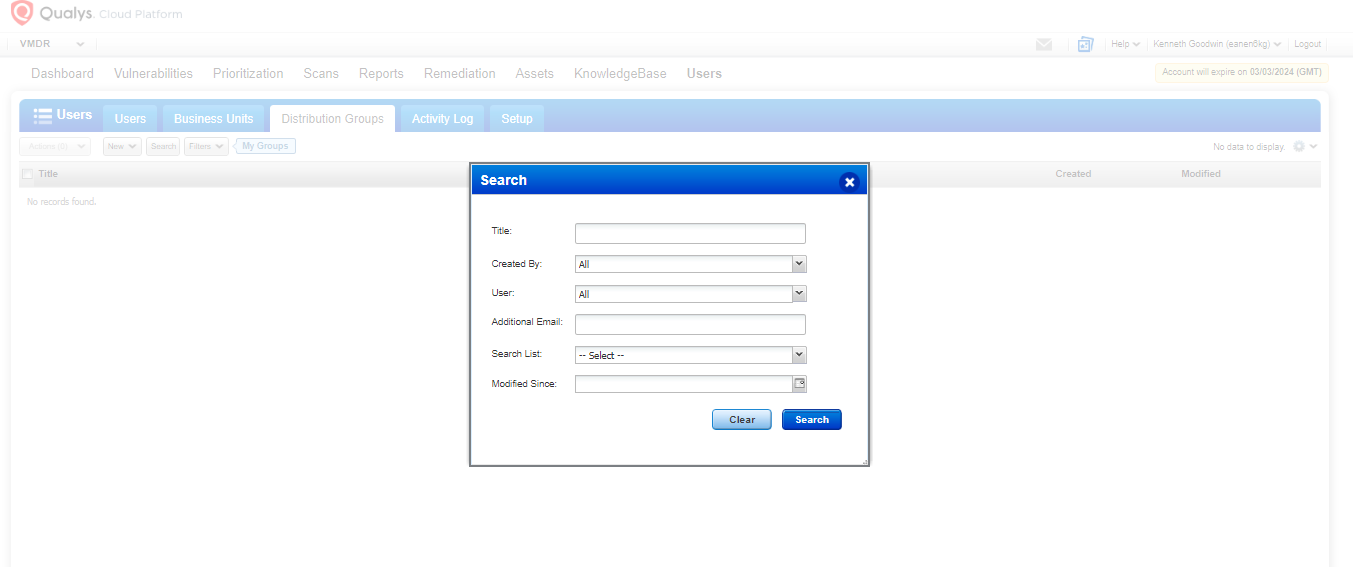 Qualys. Cloud Platform
VMDR
Help
Kenneth Goodwin (eanen6kg)
Logout
Dashboard Vulnerabilities Prioritization Scans Reports Remediation Assets KnowledgeBase Users
Account will expire on 03/03/2024 (GMT)
Users Users Business Units Distribution Groups Activity Log Setup
Actions (0) New Search Filters My Groups
No data to display.
Title Created Modified
No records found.
Search
Title:
Created By: All
User: All
Additional Email:
Search List: -- Select --
Modified Since:
Clear Search